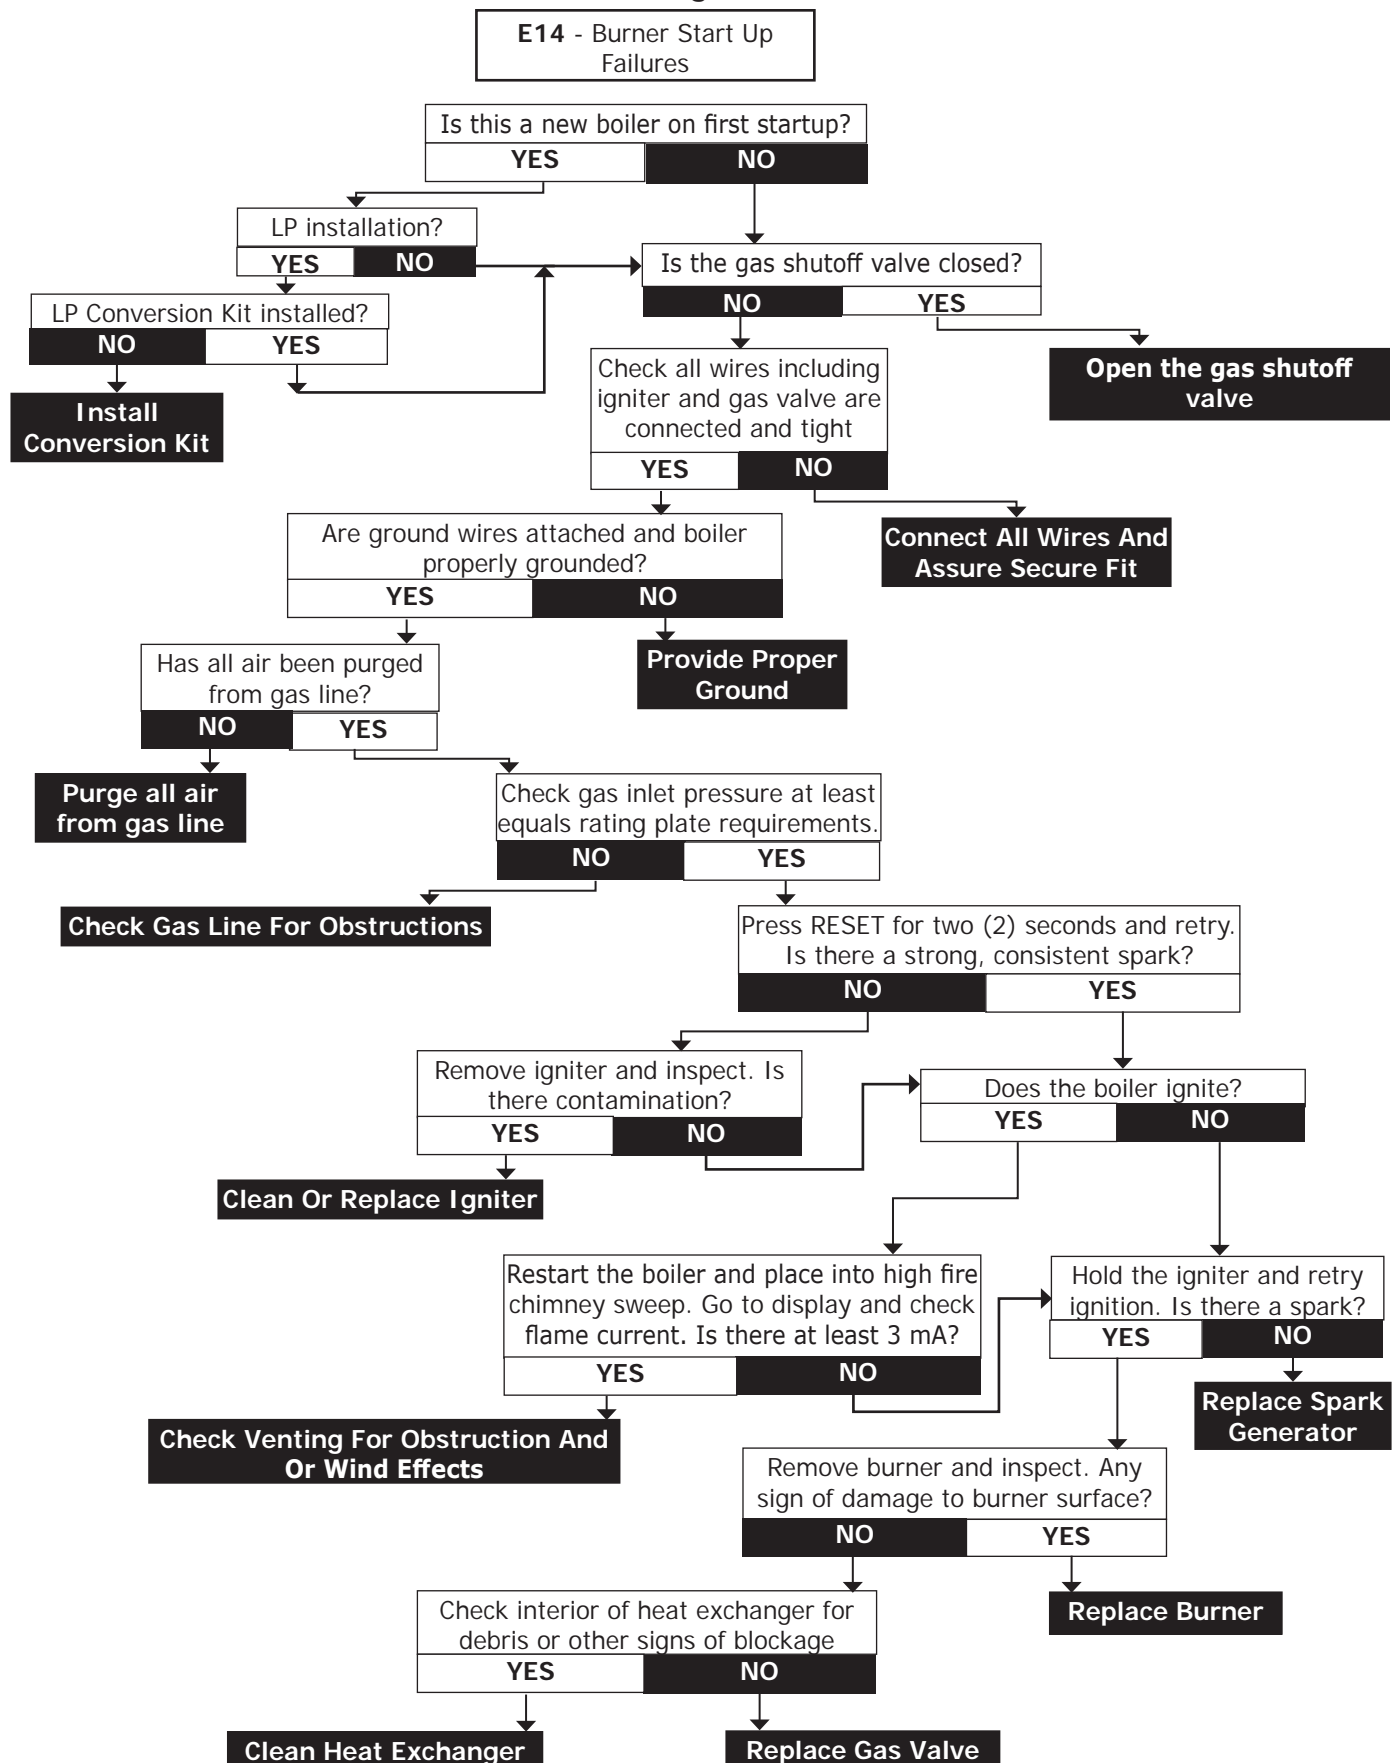 E14 - Burner Start Up
Failures
Is this a new boiler on first startup?
YES
NO
LP installation?
YES
NO
Is the gas shutoff valve closed?
NO
YES
LP Conversion Kit installed?
NO
YES
Open the gas shutoff
valve
Install
Conversion Kit
Check all wires including
igniter and gas valve are
connected and tight
YES
NO
Connect All Wires And
Assure Secure Fit
Are ground wires attached and boiler
properly grounded?
YES
NO
Provide Proper
Ground
Has all air been purged
from gas line?
NO
YES
Purge all air
from gas line
Check gas inlet pressure at least
equals rating plate requirements.
NO
YES
Check Gas Line For Obstructions
Press RESET for two (2) seconds and retry.
Is there a strong, consistent spark?
NO
YES
Remove igniter and inspect. Is
there contamination?
YES
NO
Does the boiler ignite?
YES
NO
Clean Or Replace Igniter
Restart the boiler and place into high fire
chimney sweep. Go to display and check
flame current. Is there at least 3 mA?
YES
NO
Hold the igniter and retry
ignition. Is there a spark?
YES
NO
Replace Spark
Generator
Check Venting For Obstruction And
Or Wind Effects
Remove burner and inspect. Any
sign of damage to burner surface?
NO
YES
Replace Burner
Check interior of heat exchanger for
debris or other signs of blockage
YES
NO
Clean Heat Exchanger
Replace Gas Valve